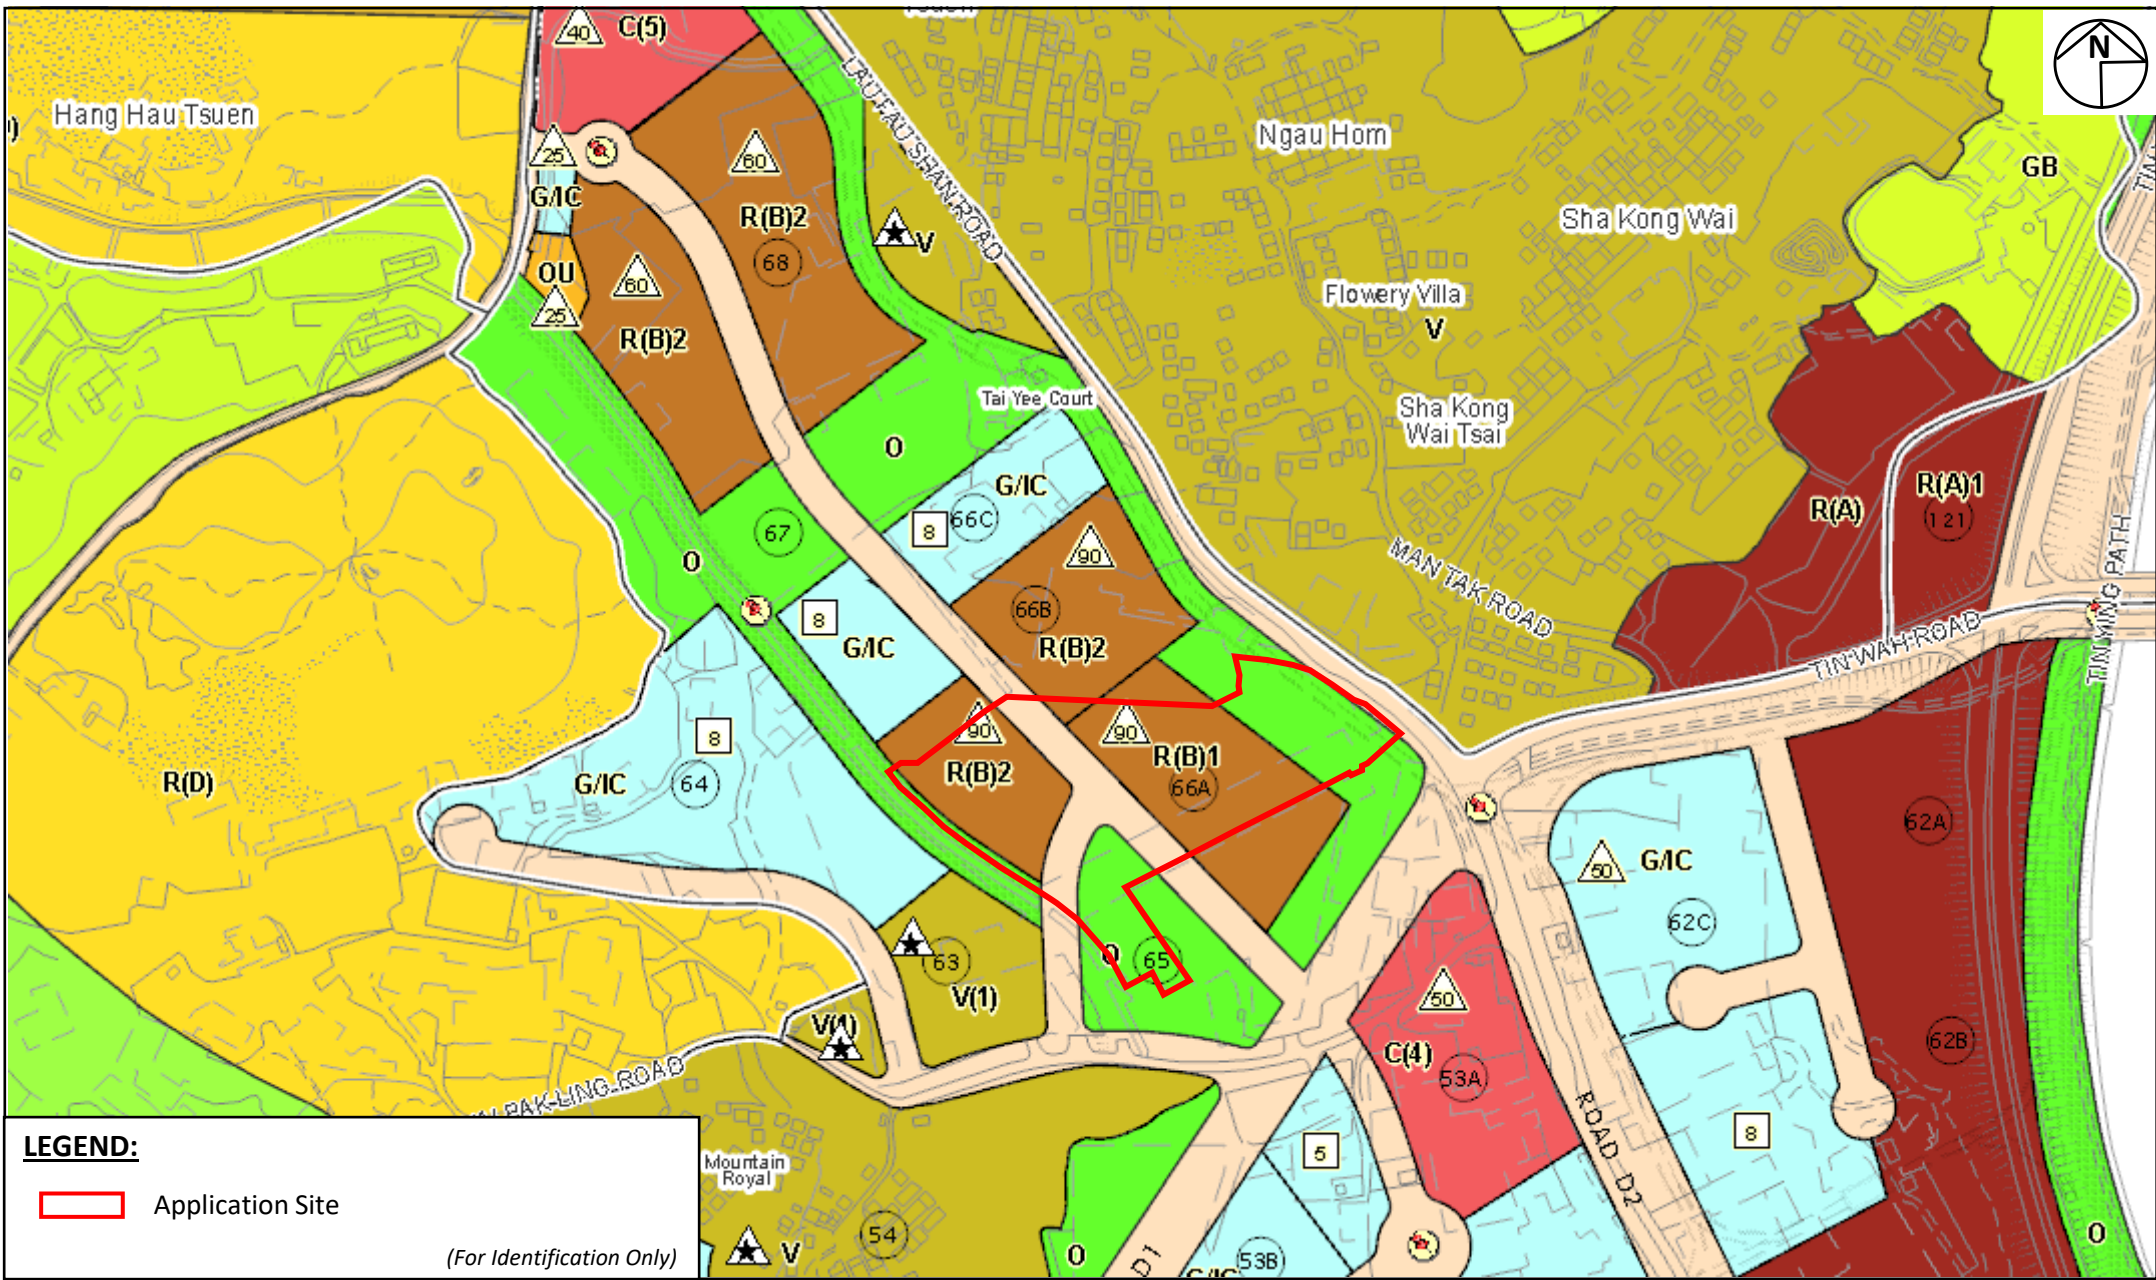 40
C(5)
N
LAU FAU SHAN ROAD
Hang Hau Tsuen
25
G/IC
60
R(B)2
68
V
Ngau Hom
Sha Kong Wai
GB
OU
25
60
R(B)2
Flowery Villa
V
Tai Yee Court
Sha Kong
Wai Tsai
O
G/IC
66C
8
R(A)
R(A)1
121
67
O
90
MAN TAK ROAD
TIN MING PATH
66B
R(B)2
8
G/IC
TIN WAH ROAD
8
G/IC
64
R(D)
90
R(B)2
90
R(B)1
66A
62A
50
G/IC
62C
63
V(1)
O
65
50
C(4)
53A
62B
V(1)
PAK LING ROAD
ROAD D2
8
5
Mountain
Royal
54
V
O
D1
53B
G/IC
O
LEGEND:
Application Site
(For Identification Only)